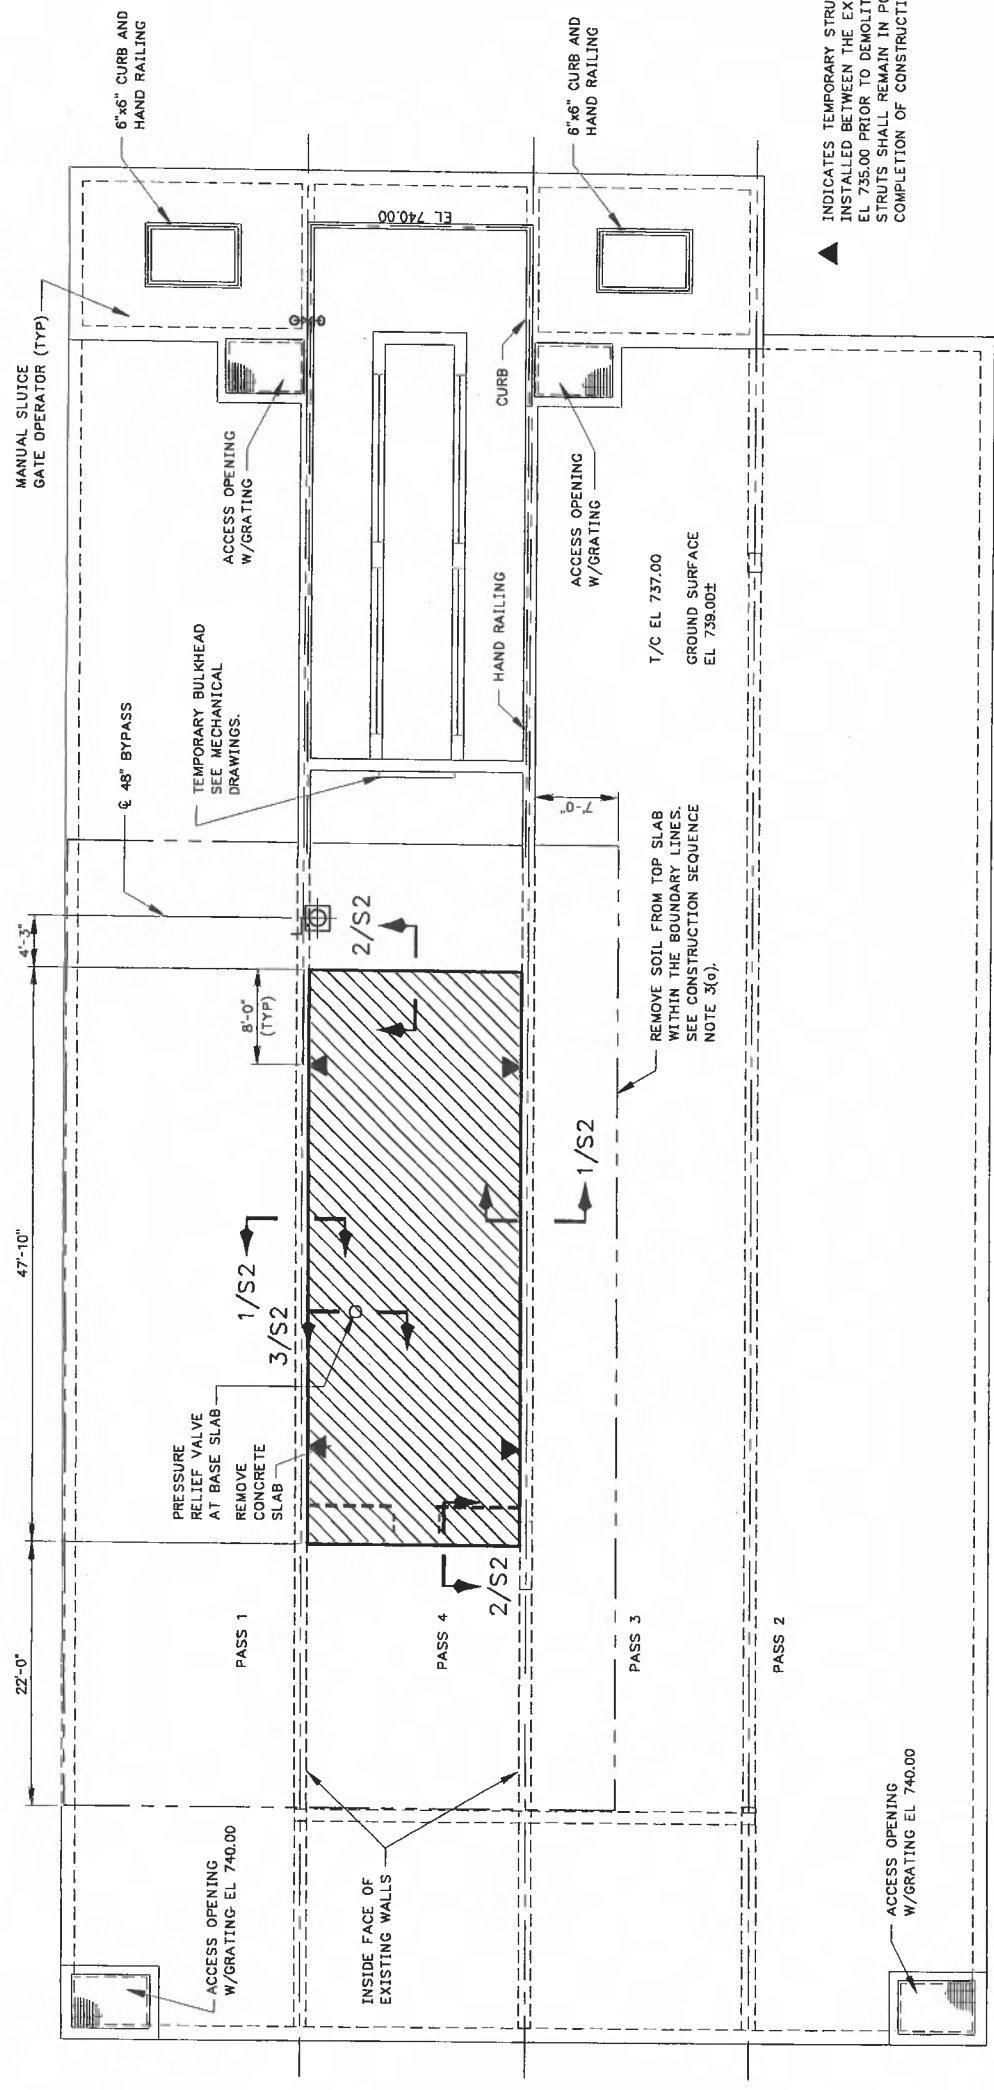 6"x6" CURB AND
HAND RAILING
MANUAL SLUICE
GATE OPERATOR (TYP)
EL 740.00
ACCESS OPENING
W/GRATING
CURB
6"x6" CURB AND
HAND RAILING
INDICATES TEMPORARY
INSTALLED BETWEEN THE
EL 735.00 PRIOR TO
STRUTS SHALL REMAIN IN
COMPLETION OF
ACCESS OPENING
W/GRATING
HAND RAILING
T/C EL 737.00
GROUND SURFACE
EL 739.00±
TEMPORARY BULKHEAD
SEE MECHANICAL
DRAWINGS.
℄ 48" BYPASS
7'-0"
REMOVE SOIL FROM TOP SLAB
WITHIN THE BOUNDARY LINES.
SEE CONSTRUCTION SEQUENCE
NOTE 3(a).
4'-3"
2/S2
8'-0"
(TYP)
47'-10"
1/S2
1/S2
3/S2
PRESSURE
RELIEF VALVE
AT BASE SLAB
REMOVE
CONCRETE
SLAB
2/S2
22'-0"
PASS 1
PASS 4
PASS 3
PASS 2
ACCESS OPENING
W/GRATING EL 740.00
INSIDE FACE OF
EXISTING WALLS
ACCESS OPENING
W/GRATING EL 740.00